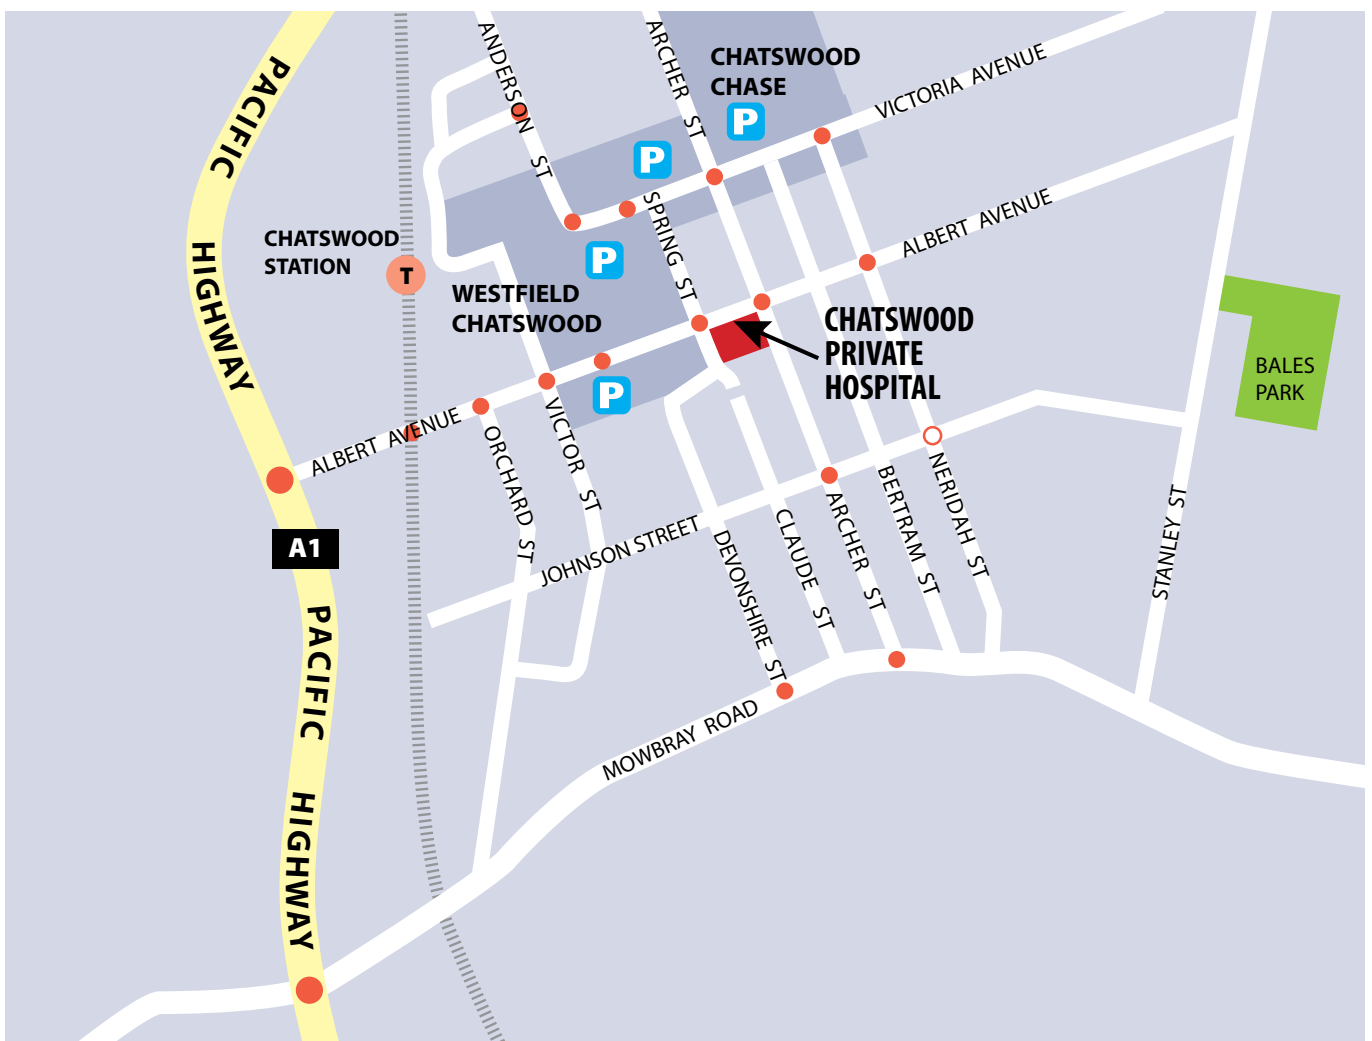 PACIFIC
HIGHWAY
ANDERSON ST
ARCHER ST
CHATSWOOD
CHASE
P
VICTORIA AVENUE
P
SPRING ST
ALBERT AVENUE
CHATSWOOD
STATION
T
P
WESTFIELD
CHATSWOOD
CHATSWOOD
PRIVATE
HOSPITAL
BALES
PARK
P
ALBERT AVENUE
ORCHARD ST
VICTOR ST
JOHNSON STREET
DEVONSHIRE ST
CLAUDE ST
ARCHER ST
BERTRAM ST
NERIDAH ST
STANLEY ST
A1
PACIFIC
HIGHWAY
MOWBRAY ROAD